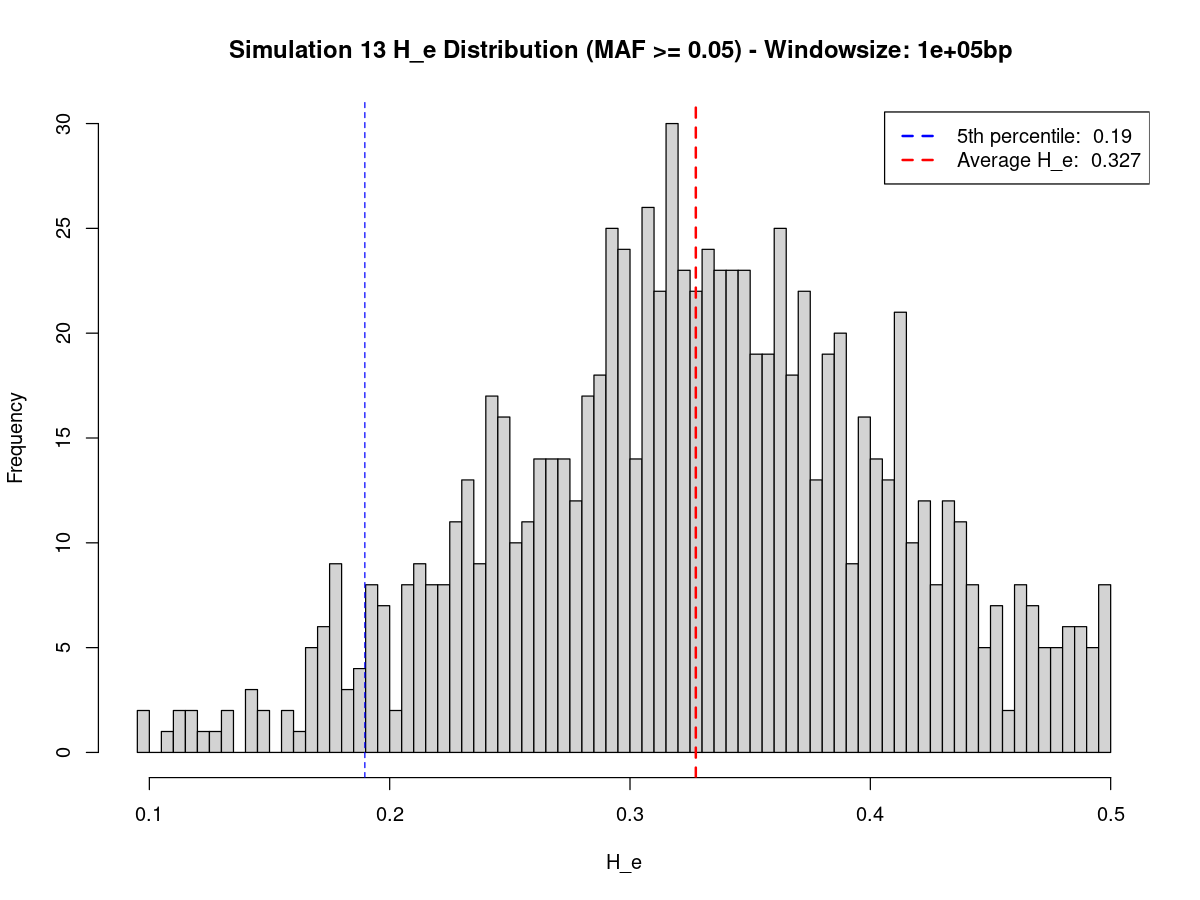 Simulation 13 H_e Distribution (MAF >= 0.05) - Windowsize: 1e+05bp
5th percentile:  0.19
Average H_e:  0.327
Frequency
30
25
20
15
10
5
0
0.1
0.2
0.3
0.4
0.5
H_e